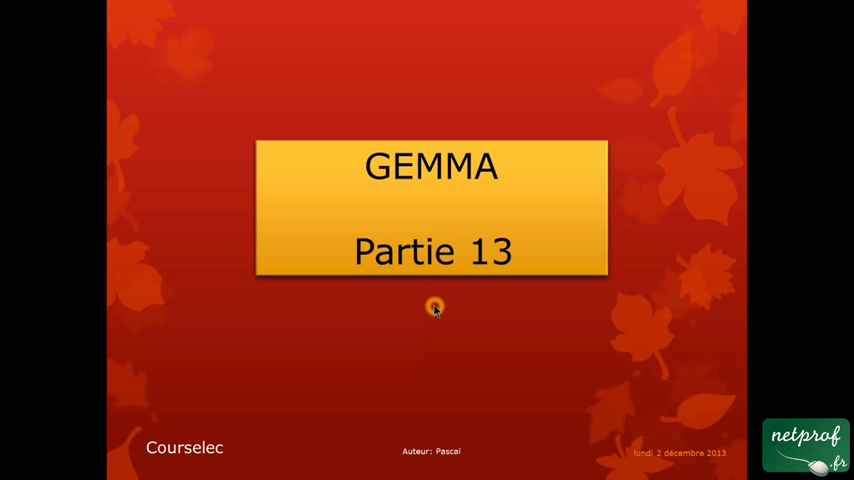 GEMMA
Partie 13
Courselec
Auteur: Pascal
lundi 2 décembre 2013
netprof
.fr